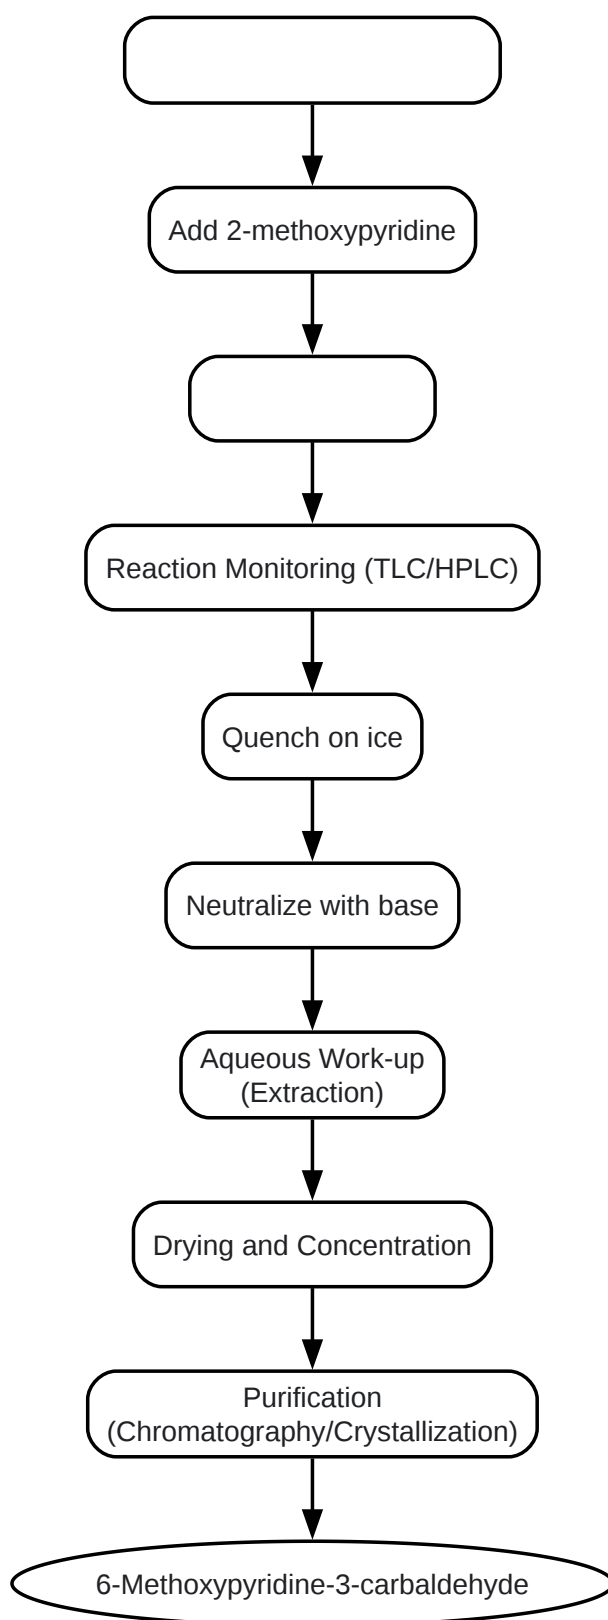 Add 2-methoxypyridine
Reaction Monitoring (TLC/HPLC)
Quench on ice
Neutralize with base
Aqueous Work-up
(Extraction)
Drying and Concentration
Purification
(Chromatography/Crystallization)
6-Methoxypyridine-3-carbaldehyde